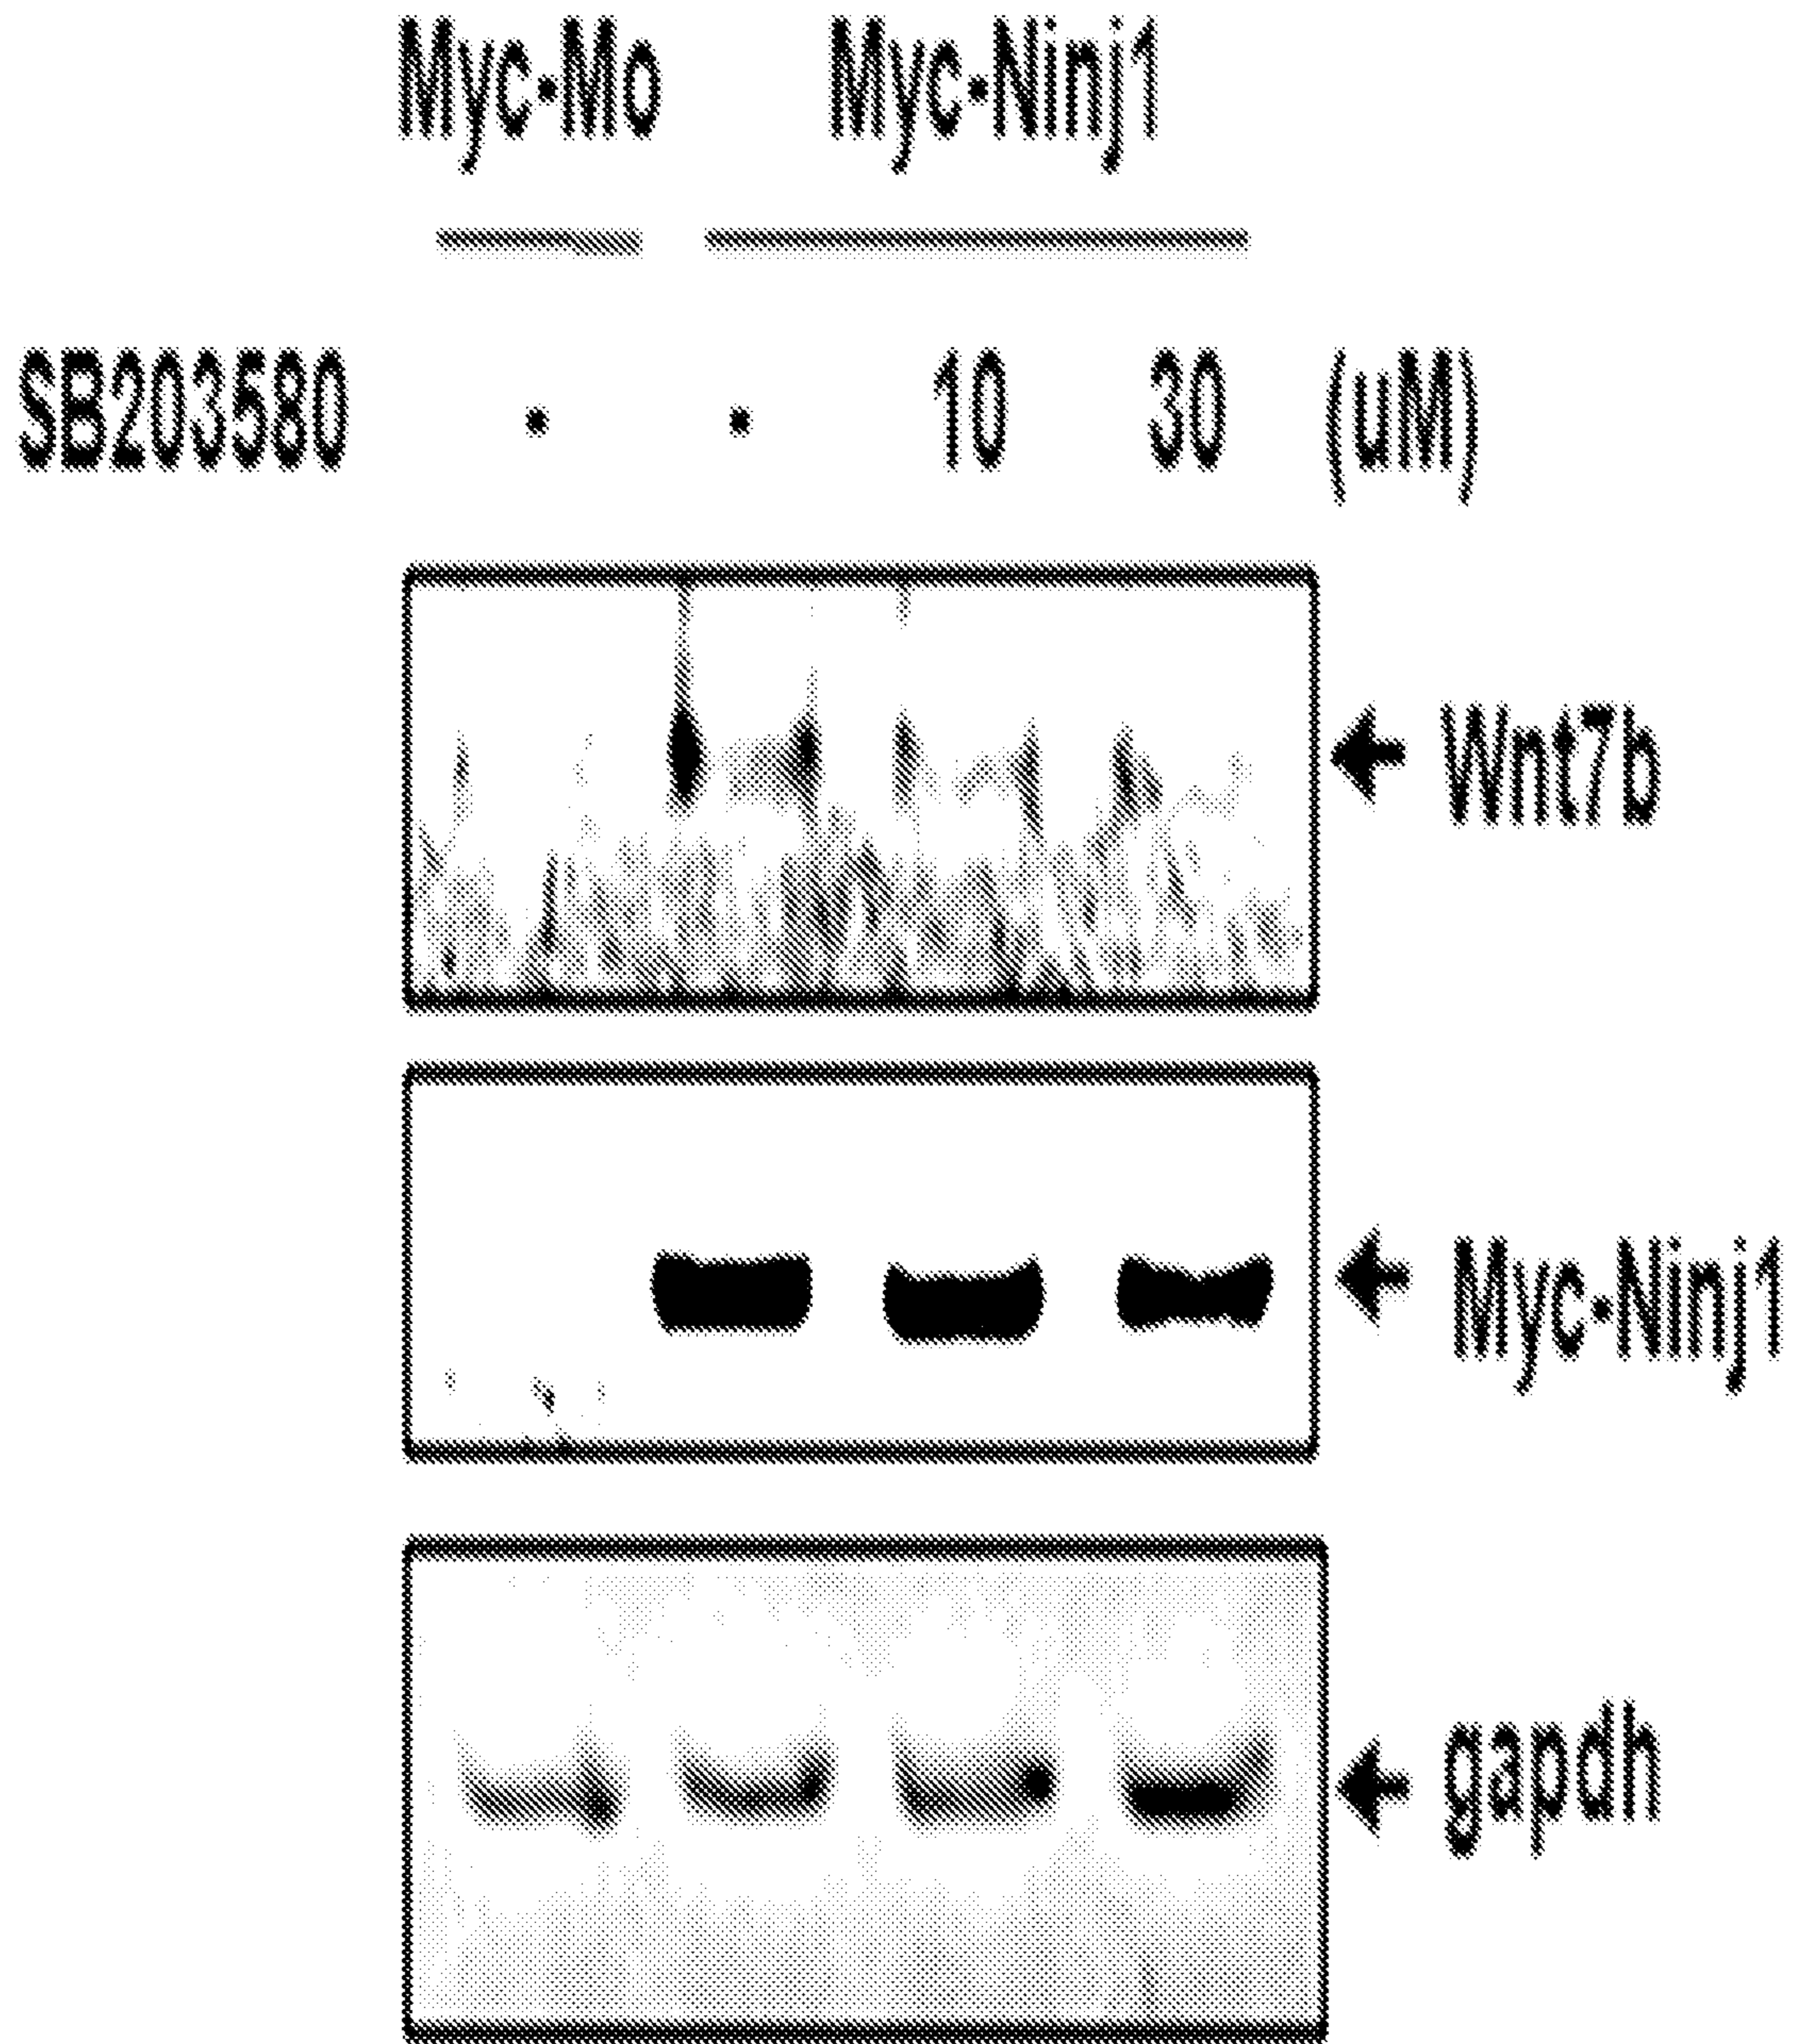 Myc-Mo Myc-Ninj1
SB203580 - - 10 30 (uM)
Wnt7b
Myc-Ninj1
gapdh